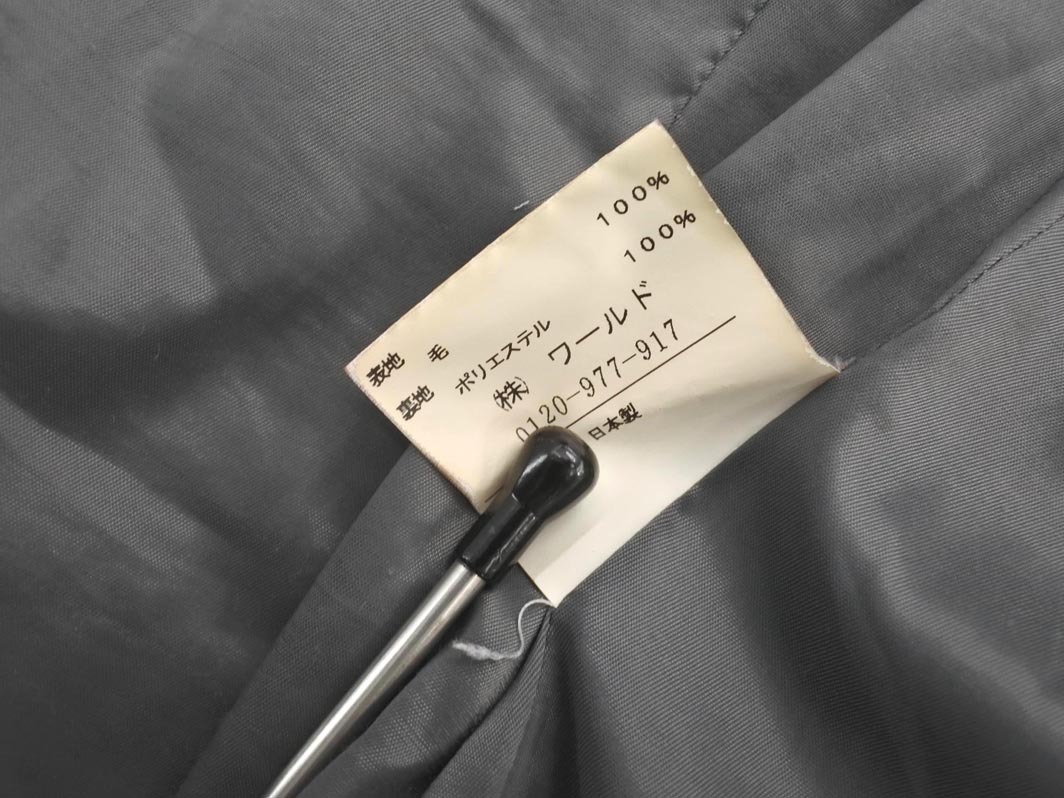 表地 毛 100%
裏地 ポリエステル 100%
(株) ワールド
0120-977-917
日本製